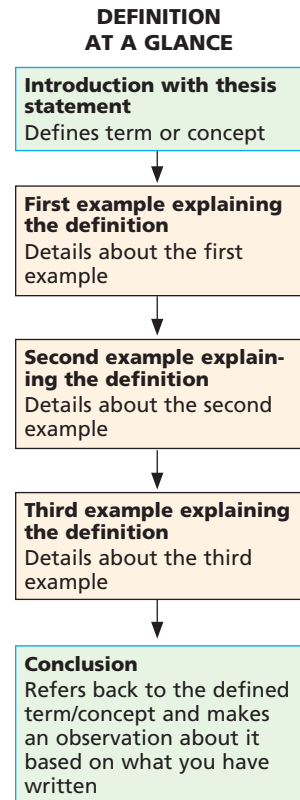 DEFINITION
AT A GLANCE
Introduction with thesis
statement
Defines term or concept
First example explaining
the definition
Details about the first
example
Second example explain-
ing the definition
Details about the second
example
Third example explaining
the definition
Details about the third
example
Conclusion
Refers back to the defined
term/concept and makes
an observation about it
based on what you have
written